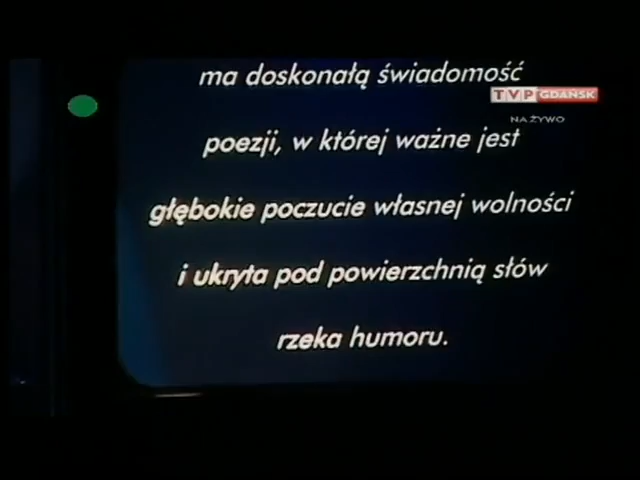 ma doskonałą świadomość
TVP GDAŃSK
NA ŻYWO
poezji, w której ważne jest
głębokie poczucie własnej wolności
i ukryta pod powierzchnią słów
rzeka humoru.